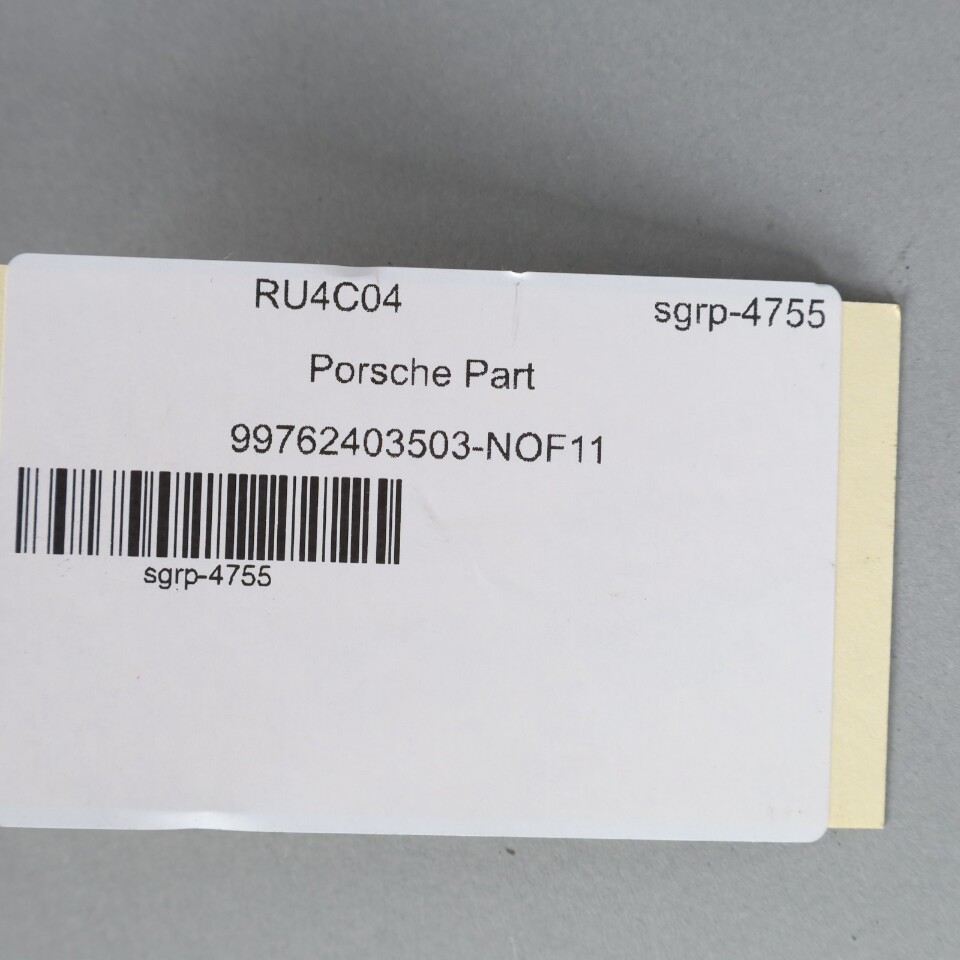 RU4C04
sgrp-4755
Porsche Part
99762403503-NOF11
sgrp-4755